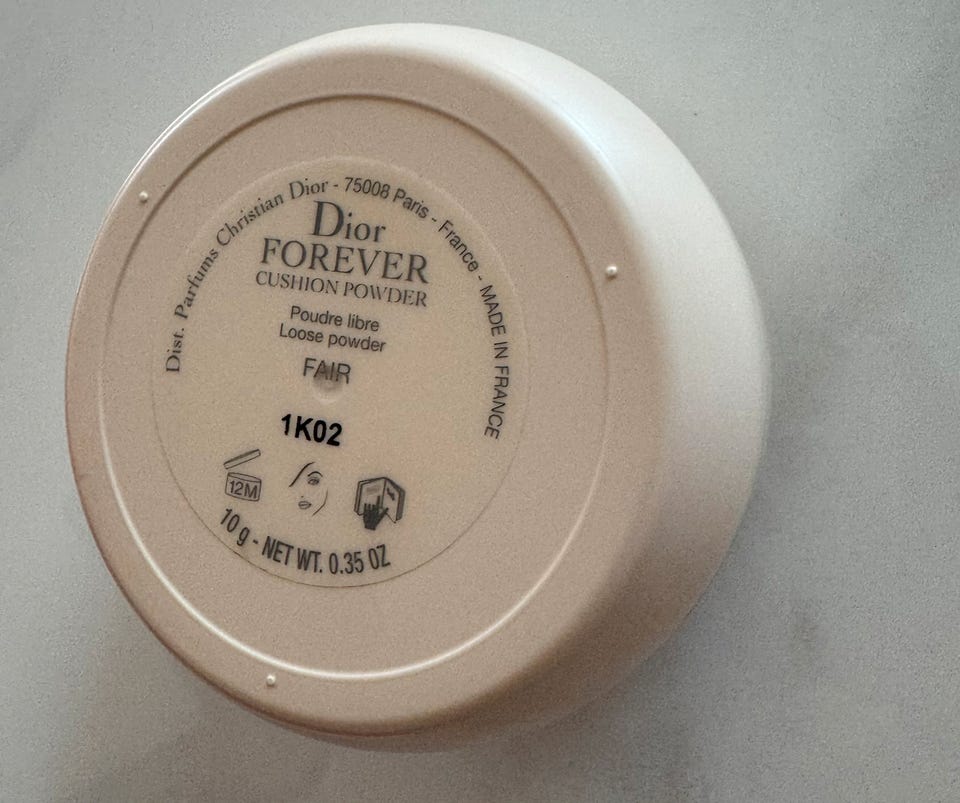 Dist. Parfums Christian Dior - 75008 Paris - France - MADE IN FRANCE
Dior
FOREVER
CUSHION POWDER
Poudre libre
Loose powder
FAIR
1K02
12M
10 g - NET WT. 0.35 OZ